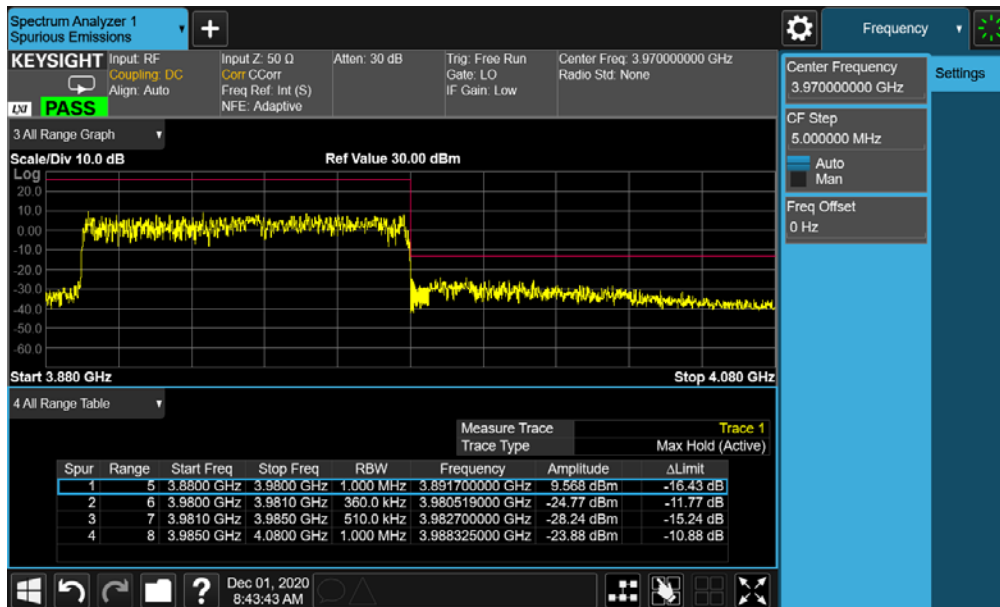 Spectrum Analyzer 1
Spurious Emissions
Frequency
KEYSIGHT
LXI PASS
Input: RF
Coupling: DC
Align: Auto
Input Z: 50 Ω
Corr CCorr
Freq Ref: Int (S)
NFE: Adaptive
Atten: 30 dB
Trig: Free Run
Gate: LO
IF Gain: Low
Center Freq: 3.970000000 GHz
Radio Std: None
Center Frequency
3.970000000 GHz
Settings
CF Step
5.000000 MHz
Auto
Man
Freq Offset
0 Hz
3 All Range Graph
Scale/Div 10.0 dB Ref Value 30.00 dBm
Log
20.0
10.0
0.00
-10.0
-20.0
-30.0
-40.0
-50.0
-60.0
Start 3.880 GHz Stop 4.080 GHz
4 All Range Table
Measure Trace Trace 1
Trace Type Max Hold (Active)
Spur Range Start Freq Stop Freq RBW Frequency Amplitude ΔLimit
1 5 3.8800 GHz 3.9800 GHz 1.000 MHz 3.891700000 GHz 9.568 dBm -16.43 dB
2 6 3.9800 GHz 3.9810 GHz 360.0 kHz 3.980519000 GHz -24.77 dBm -11.77 dB
3 7 3.9810 GHz 3.9850 GHz 510.0 kHz 3.982700000 GHz -28.24 dBm -15.24 dB
4 8 3.9850 GHz 4.0800 GHz 1.000 MHz 3.988325000 GHz -23.88 dBm -10.88 dB
Dec 01, 2020
8:43:43 AM